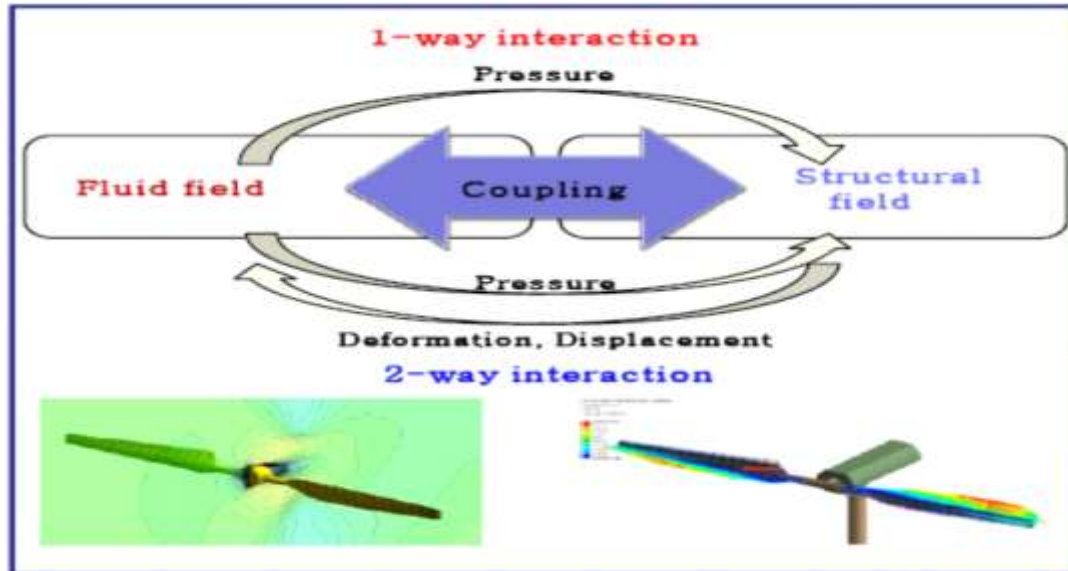 1-way interaction
Pressure
Fluid field
Coupling
Structural
field
Pressure
Deformation, Displacement
2-way interaction